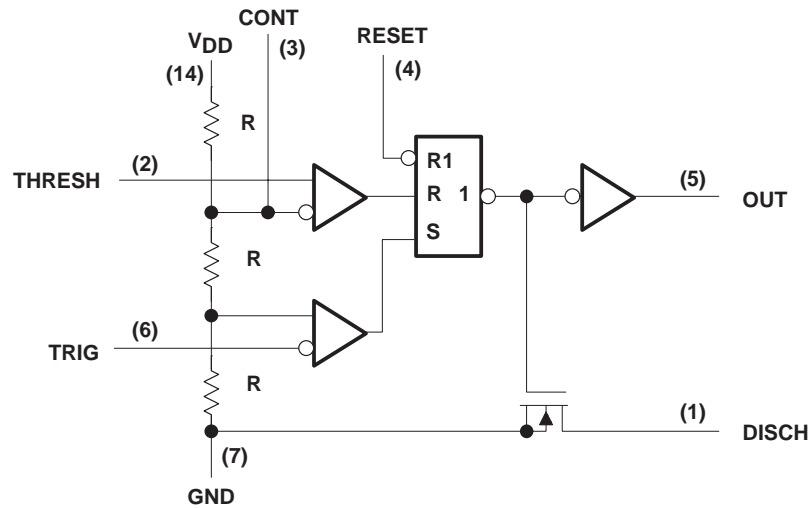 CONT
(3)
VDD
(14)
RESET
(4)
R
R1
THRESH
(2)
R 1
(5)
OUT
S
R
TRIG
(6)
R
(1)
DISCH
(7)
GND